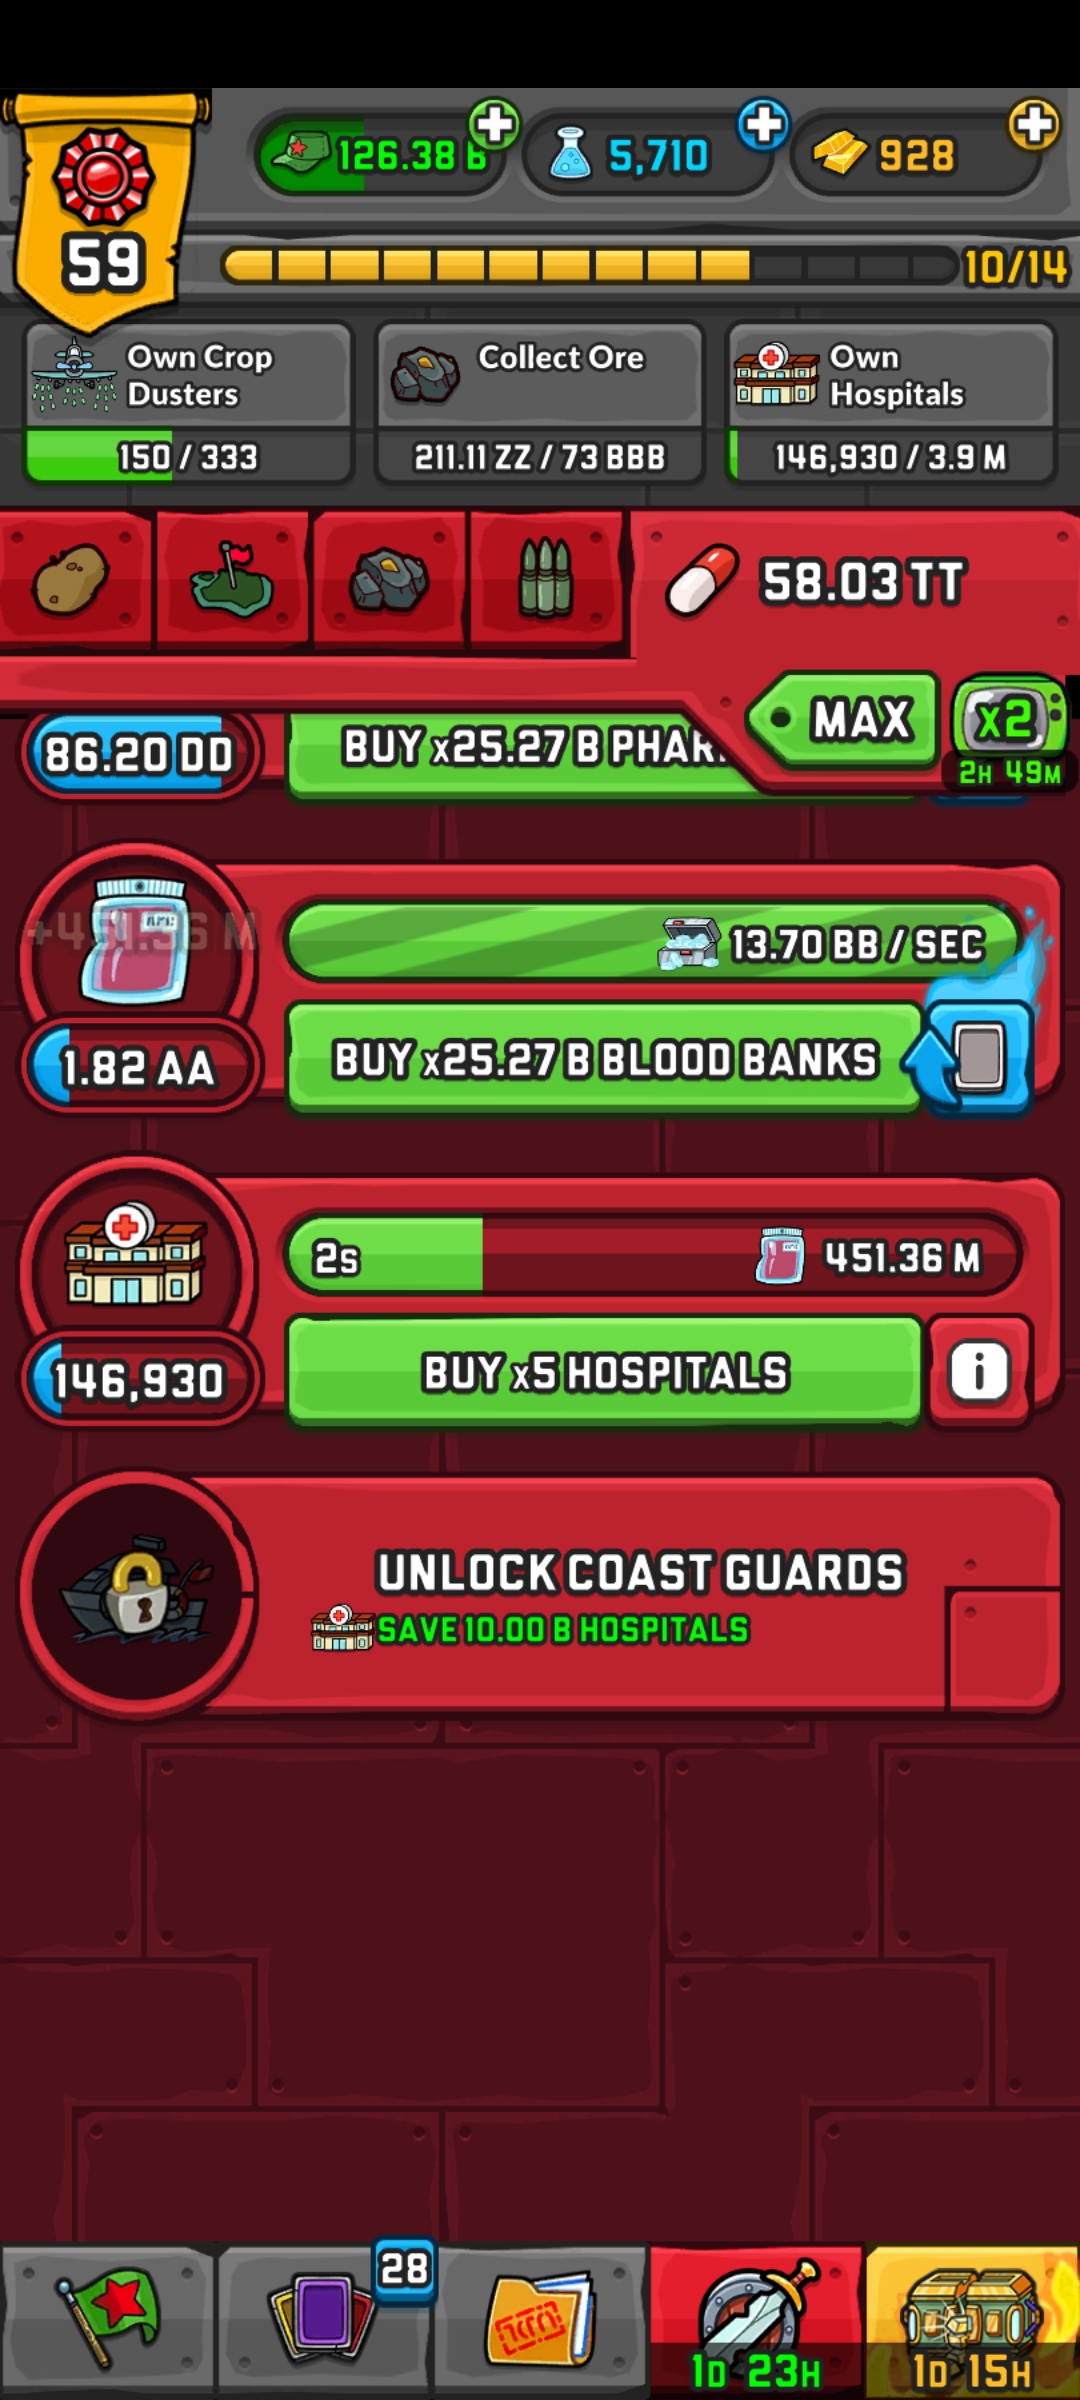 126.38 B
5,710
928
59
10/14
Own Crop
Dusters
150 / 333
Collect Ore
211.11 ZZ / 73 BBB
Own
Hospitals
146,930 / 3.9 M
58.03 TT
MAX
x2
2H 49M
86.20 DD
BUY x25.27 B
+451.36 M
13.70 BB / SEC
1.82 AA
BUY x25.27 B BLOOD BANKS
2s
451.36 M
146,930
BUY x5 HOSPITALS
i
UNLOCK COAST GUARDS
SAVE 10.00 B HOSPITALS
28
1D 23H
1D 15H